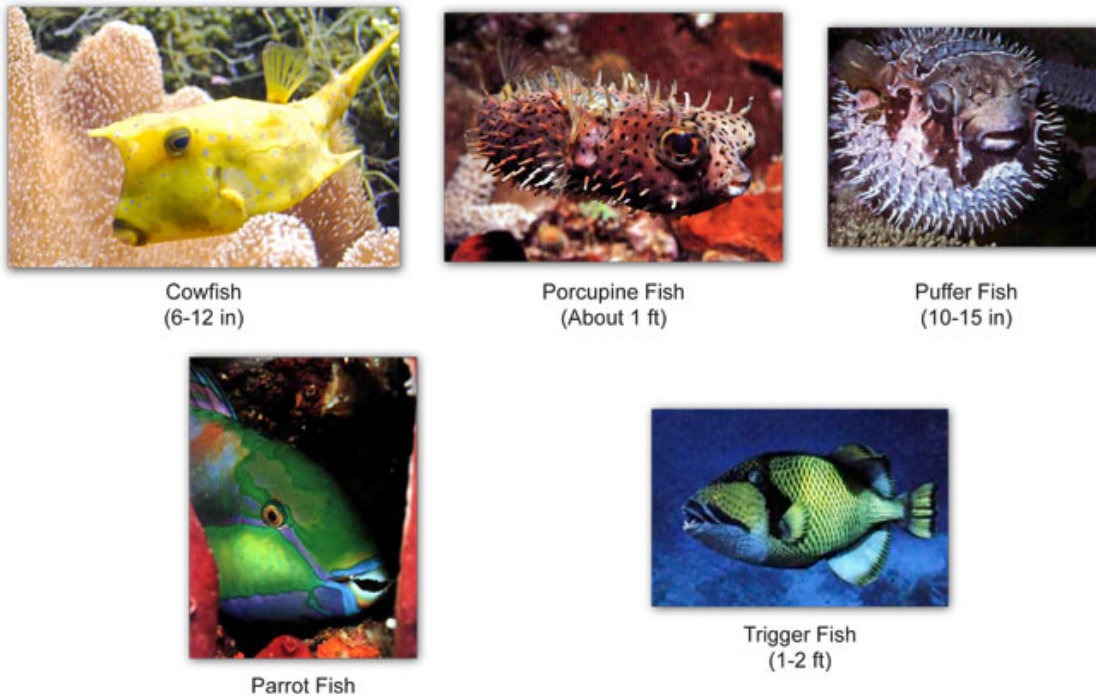 Cowfish
(6-12 in)
Porcupine Fish
(About 1 ft)
Puffer Fish
(10-15 in)
Parrot Fish
Trigger Fish
(1-2 ft)